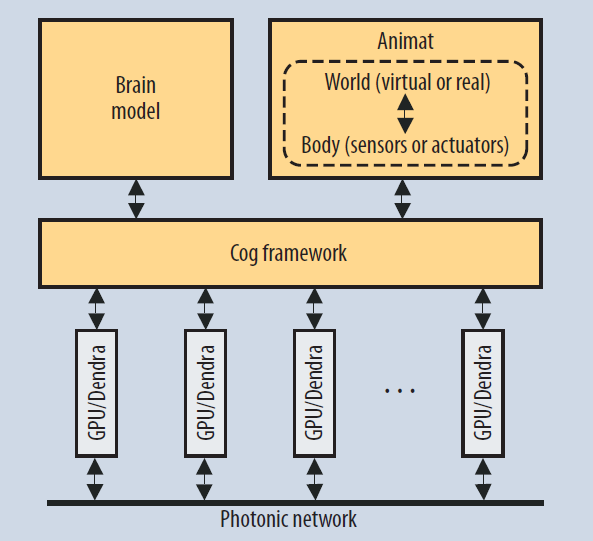 Brain
model
Animat
World (virtual or real)
Body (sensors or actuators)
Cog framework
GPU/Dendra
GPU/Dendra
GPU/Dendra
. . .
GPU/Dendra
Photonic network